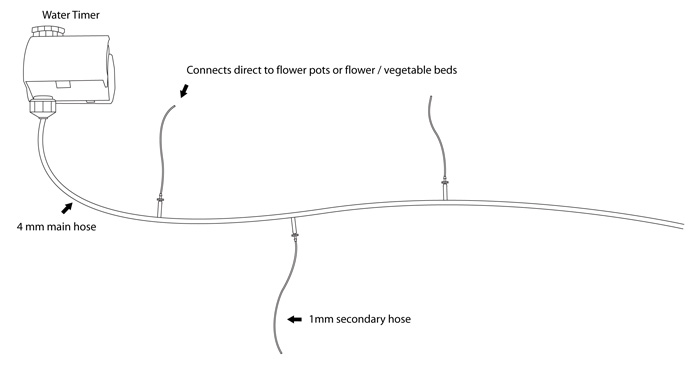 Water Timer
Connects direct to flower pots or flower / vegetable beds
4 mm main hose
1mm secondary hose